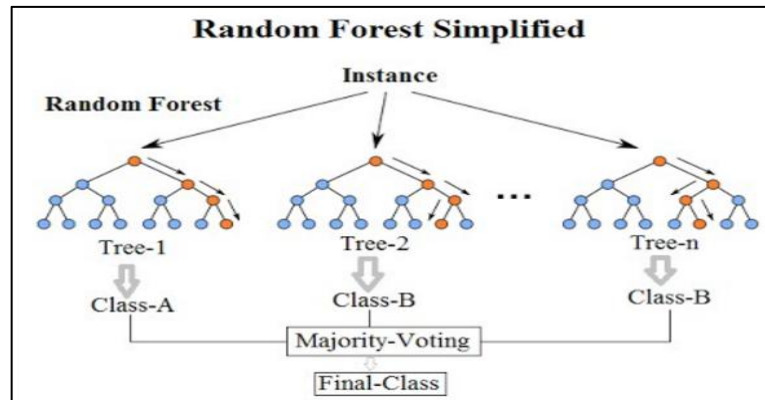 Random Forest Simplified
Instance
Random Forest
...
Tree-1
Tree-2
Tree-n
Class-A
Class-B
Class-B
Majority-Voting
Final-Class